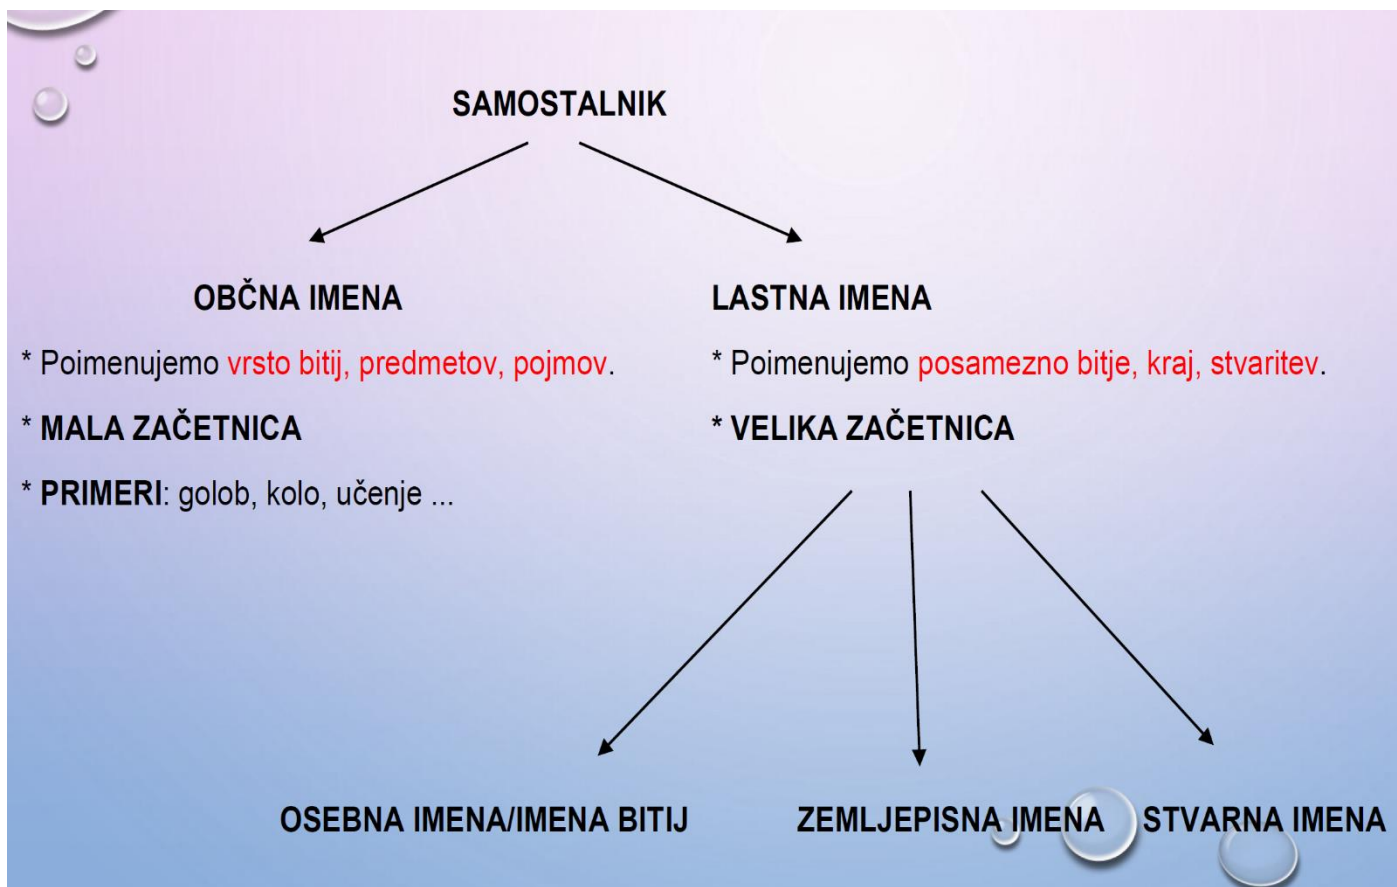 SAMOSTALNIK
OBČNA IMENA
* Poimenujemo vrsto bitij, predmetov, pojmov.
* MALA ZAČETNICA
* PRIMERI: golob, kolo, učenje ...
LASTNA IMENA
* Poimenujemo posamezno bitje, kraj, stvaritev.
* VELIKA ZAČETNICA
OSEBNA IMENA/IMENA BITIJ
ZEMLJEPISNA IMENA
STVARNA IMENA